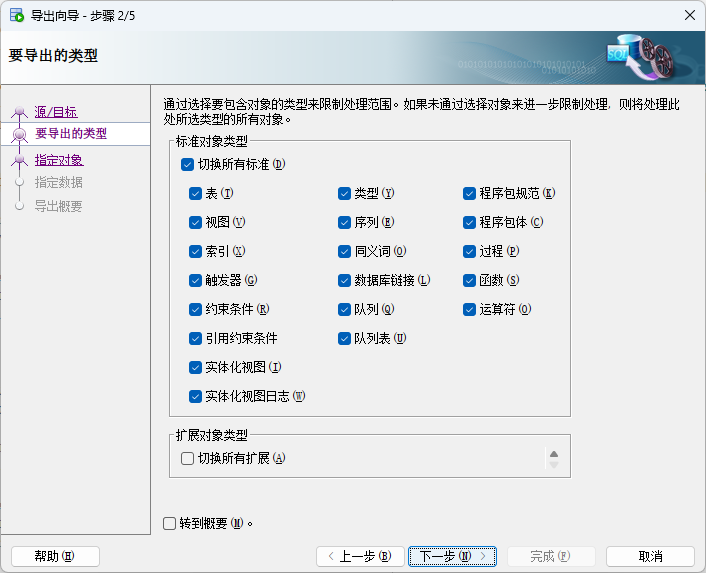 导出向导 - 步骤 2/5
要导出的类型
源/目标
要导出的类型
指定对象
指定数据
导出概要
通过选择要包含对象的类型来限制处理范围。如果未通过选择对象来进一步限制处理，则将处理此
处所选类型的所有对象。
标准对象类型
切换所有标准 (D)
表 (T) 类型 (Y) 程序包规范 (K)
视图 (V) 序列 (E) 程序包体 (C)
索引 (X) 同义词 (O) 过程 (P)
触发器 (G) 数据库链接 (L) 函数 (S)
约束条件 (R) 队列 (Q) 运算符 (O)
引用约束条件 队列表 (U)
实体化视图 (I)
实体化视图日志 (W)
扩展对象类型
切换所有扩展 (A)
转到概要 (M)。
帮助 (H) < 上一步 (B) 下一步 (N) > 完成 (F) 取消